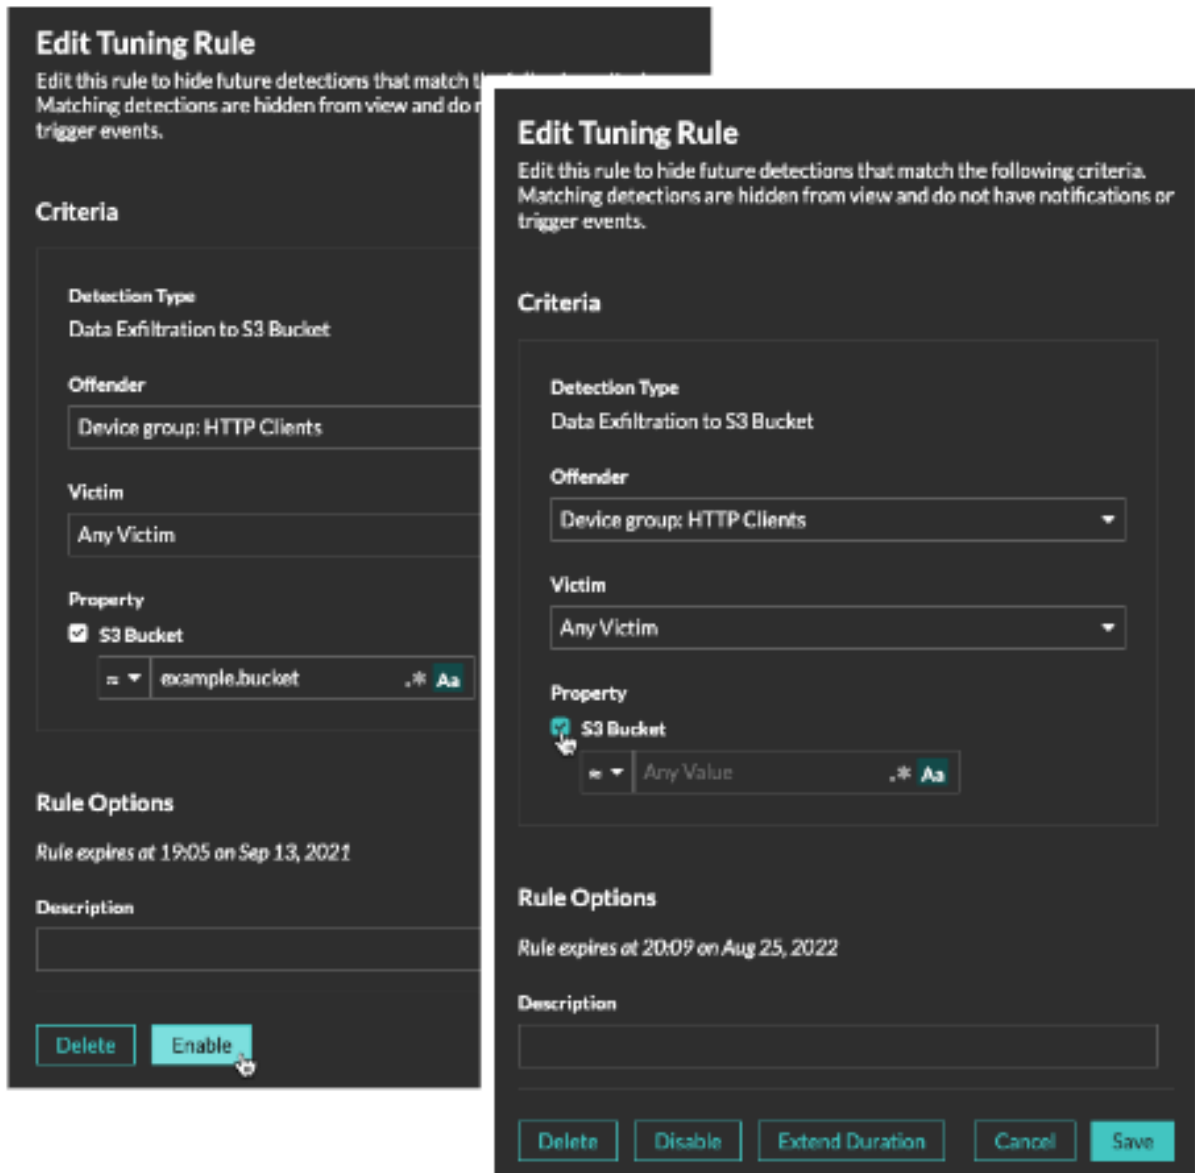 Edit Tuning Rule
Edit this rule to hide future detections that match
Matching detections are hidden from view and do
trigger events.
Criteria
Detection Type
Data Exfiltration to S3 Bucket
Offender
Device group: HTTP Clients
Victim
Any Victim
Property
S3 Bucket
≈ example.bucket .* Aa
Rule Options
Rule expires at 19:05 on Sep 13, 2021
Description
Delete Enable
Edit Tuning Rule
Edit this rule to hide future detections that match the following criteria.
Matching detections are hidden from view and do not have notifications or
trigger events.
Criteria
Detection Type
Data Exfiltration to S3 Bucket
Offender
Device group: HTTP Clients
Victim
Any Victim
Property
S3 Bucket
≈ Any Value .* Aa
Rule Options
Rule expires at 20:09 on Aug 25, 2022
Description
Delete Disable Extend Duration Cancel Save